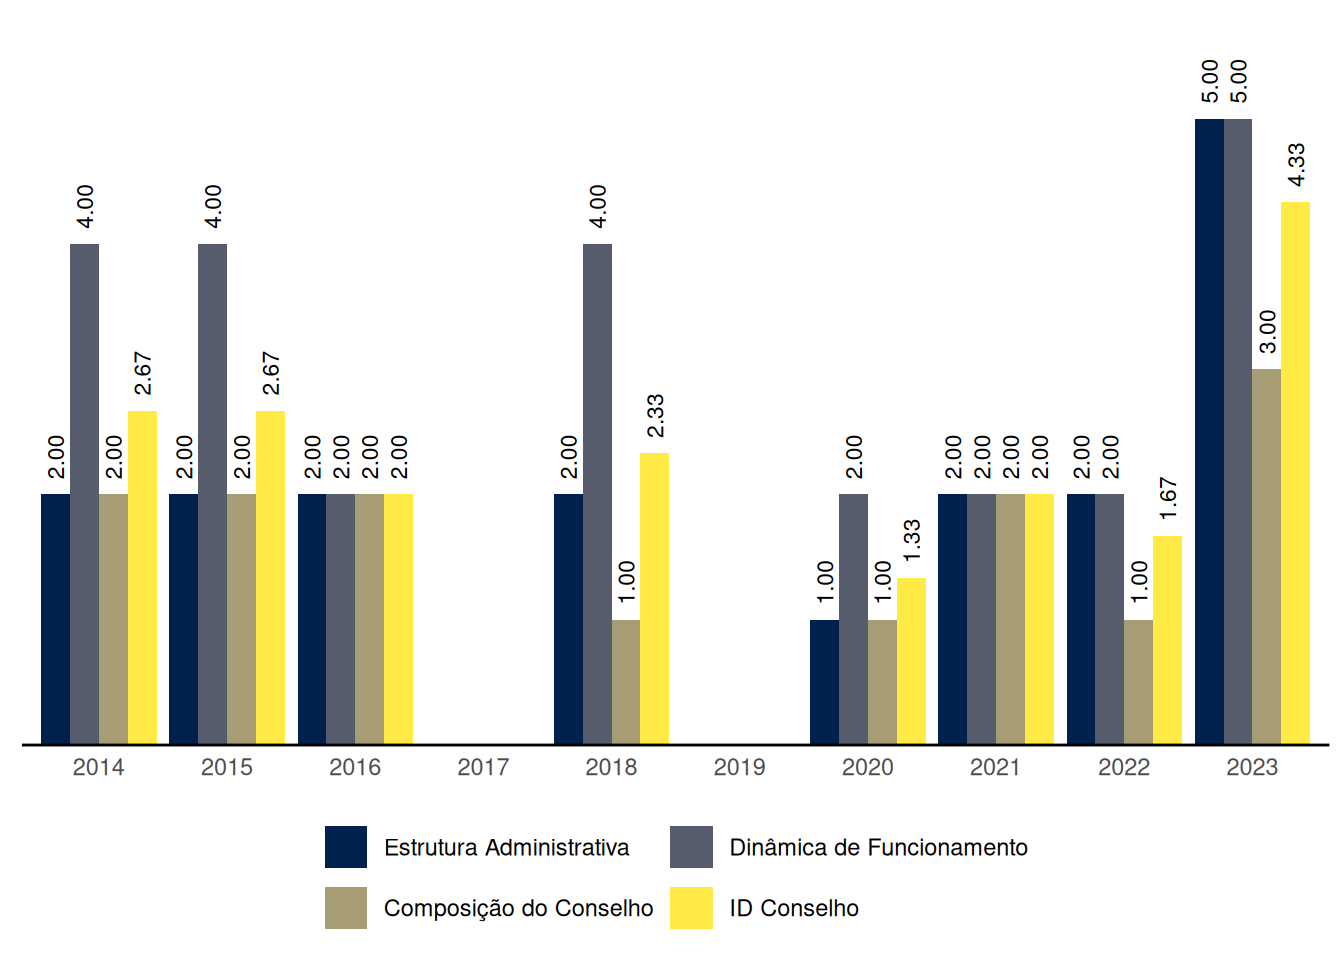 5.00 5.00
4.33
4.00 4.00 4.00
3.00
2.67 2.67
2.33
2.00 2.00 2.00 2.00 2.00 2.00 2.00 2.00 2.00 2.00 2.00 2.00 2.00 2.00 2.00 2.00
1.67
1.33
1.00 1.00 1.00 1.00
2014 2015 2016 2017 2018 2019 2020 2021 2022 2023
Estrutura Administrativa Dinâmica de Funcionamento
Composição do Conselho ID Conselho